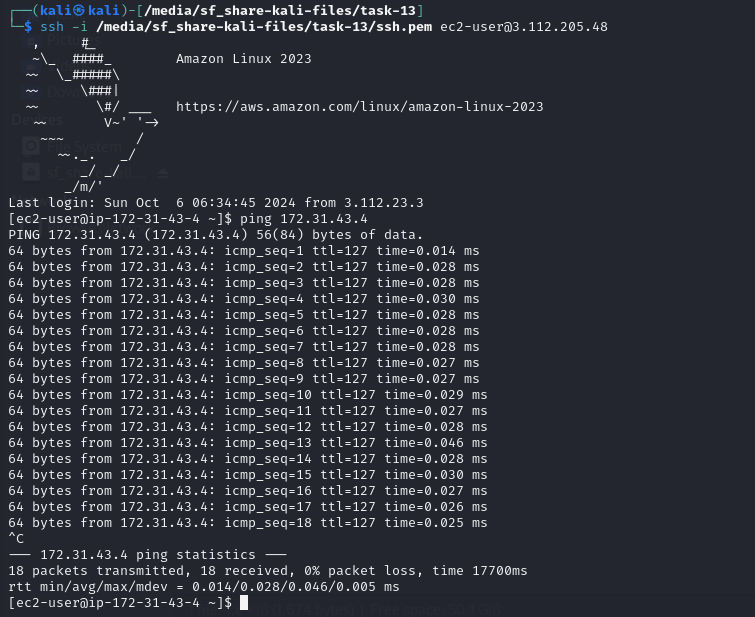 ┌──(kali㉿kali)-[/media/sf_share-kali-files/task-13]
└─$ ssh -i /media/sf_share-kali-files/task-13/ssh.pem ec2-user@3.112.205.48
   ,     #_
   ~\_  ####_        Amazon Linux 2023
  ~~  \_#####\
  ~~     \###|
  ~~       \#/ ___   https://aws.amazon.com/linux/amazon-linux-2023
   ~~       V~' '->
    ~~~         /
      ~~._.   _/
         _/ _/
       _/m/'
Last login: Sun Oct  6 06:34:45 2024 from 3.112.23.3
[ec2-user@ip-172-31-43-4 ~]$ ping 172.31.43.4
PING 172.31.43.4 (172.31.43.4) 56(84) bytes of data.
64 bytes from 172.31.43.4: icmp_seq=1 ttl=127 time=0.014 ms
64 bytes from 172.31.43.4: icmp_seq=2 ttl=127 time=0.028 ms
64 bytes from 172.31.43.4: icmp_seq=3 ttl=127 time=0.028 ms
64 bytes from 172.31.43.4: icmp_seq=4 ttl=127 time=0.030 ms
64 bytes from 172.31.43.4: icmp_seq=5 ttl=127 time=0.028 ms
64 bytes from 172.31.43.4: icmp_seq=6 ttl=127 time=0.028 ms
64 bytes from 172.31.43.4: icmp_seq=7 ttl=127 time=0.028 ms
64 bytes from 172.31.43.4: icmp_seq=8 ttl=127 time=0.027 ms
64 bytes from 172.31.43.4: icmp_seq=9 ttl=127 time=0.027 ms
64 bytes from 172.31.43.4: icmp_seq=10 ttl=127 time=0.029 ms
64 bytes from 172.31.43.4: icmp_seq=11 ttl=127 time=0.027 ms
64 bytes from 172.31.43.4: icmp_seq=12 ttl=127 time=0.028 ms
64 bytes from 172.31.43.4: icmp_seq=13 ttl=127 time=0.046 ms
64 bytes from 172.31.43.4: icmp_seq=14 ttl=127 time=0.028 ms
64 bytes from 172.31.43.4: icmp_seq=15 ttl=127 time=0.030 ms
64 bytes from 172.31.43.4: icmp_seq=16 ttl=127 time=0.027 ms
64 bytes from 172.31.43.4: icmp_seq=17 ttl=127 time=0.026 ms
64 bytes from 172.31.43.4: icmp_seq=18 ttl=127 time=0.025 ms
^C
--- 172.31.43.4 ping statistics ---
18 packets transmitted, 18 received, 0% packet loss, time 17700ms
rtt min/avg/max/mdev = 0.014/0.028/0.046/0.005 ms
[ec2-user@ip-172-31-43-4 ~]$